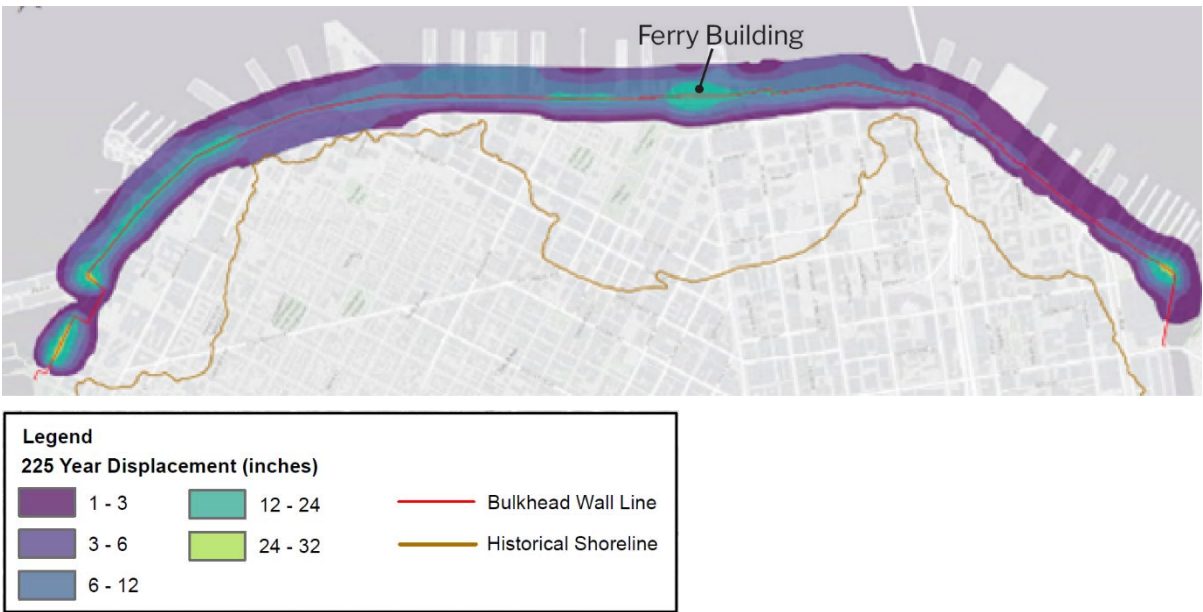 Ferry Building
Legend
225 Year Displacement (inches)
1 - 3
12 - 24
Bulkhead Wall Line
3 - 6
24 - 32
Historical Shoreline
6 - 12